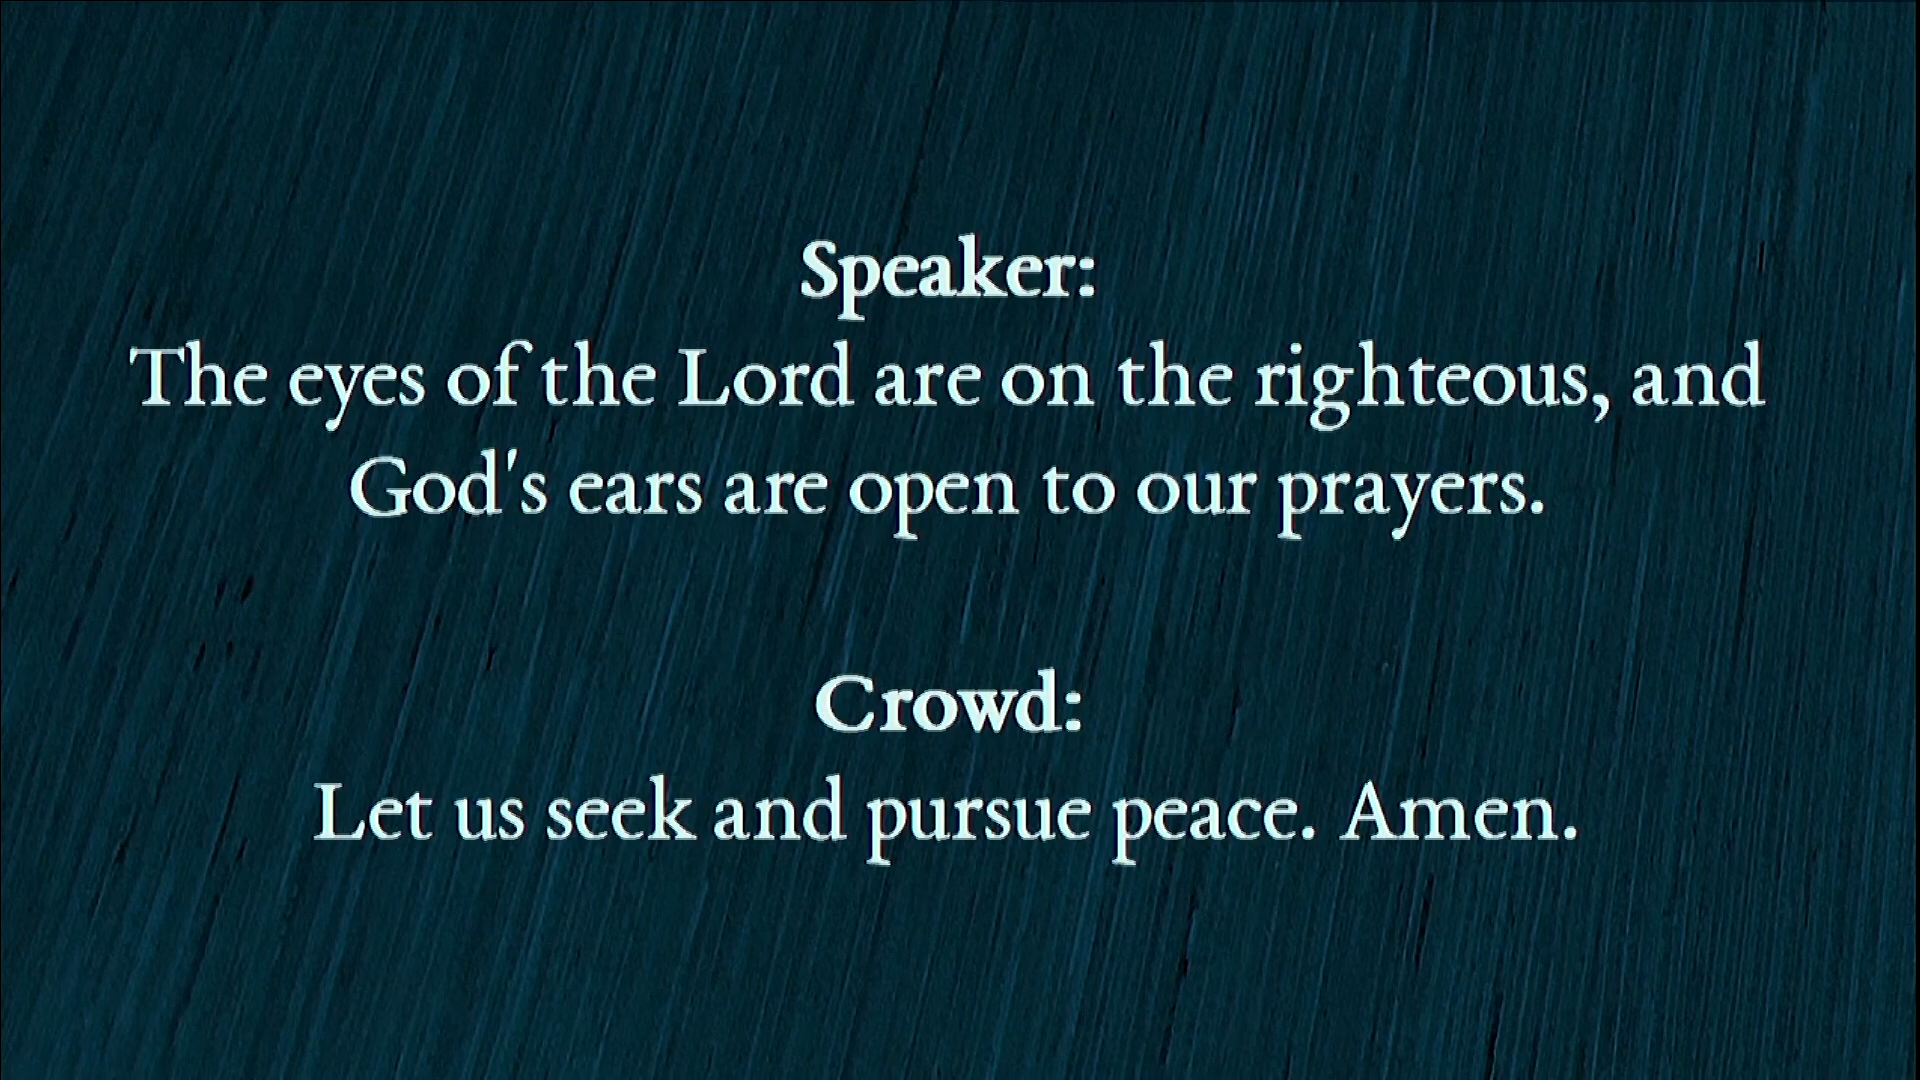 Speaker:
The eyes of the Lord are on the righteous, and
God's ears are open to our prayers.
Crowd:
Let us seek and pursue peace. Amen.